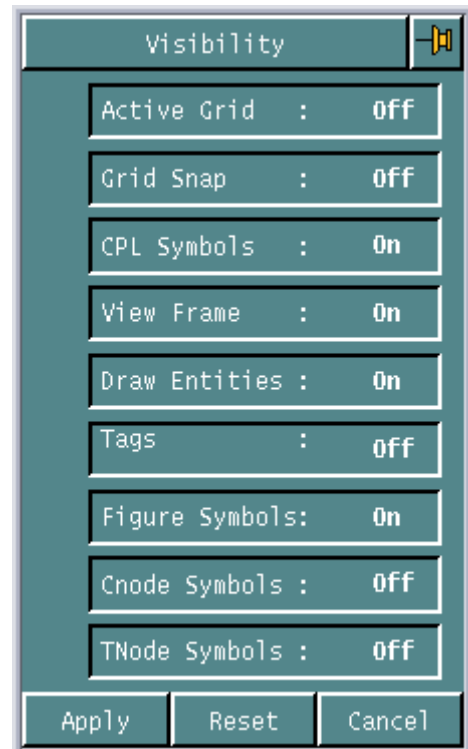 Visibility
Active Grid : Off
Grid Snap : Off
CPL Symbols : On
View Frame : On
Draw Entities : On
Tags : Off
Figure Symbols: On
Cnode Symbols : Off
TNode Symbols : Off
Apply Reset Cancel